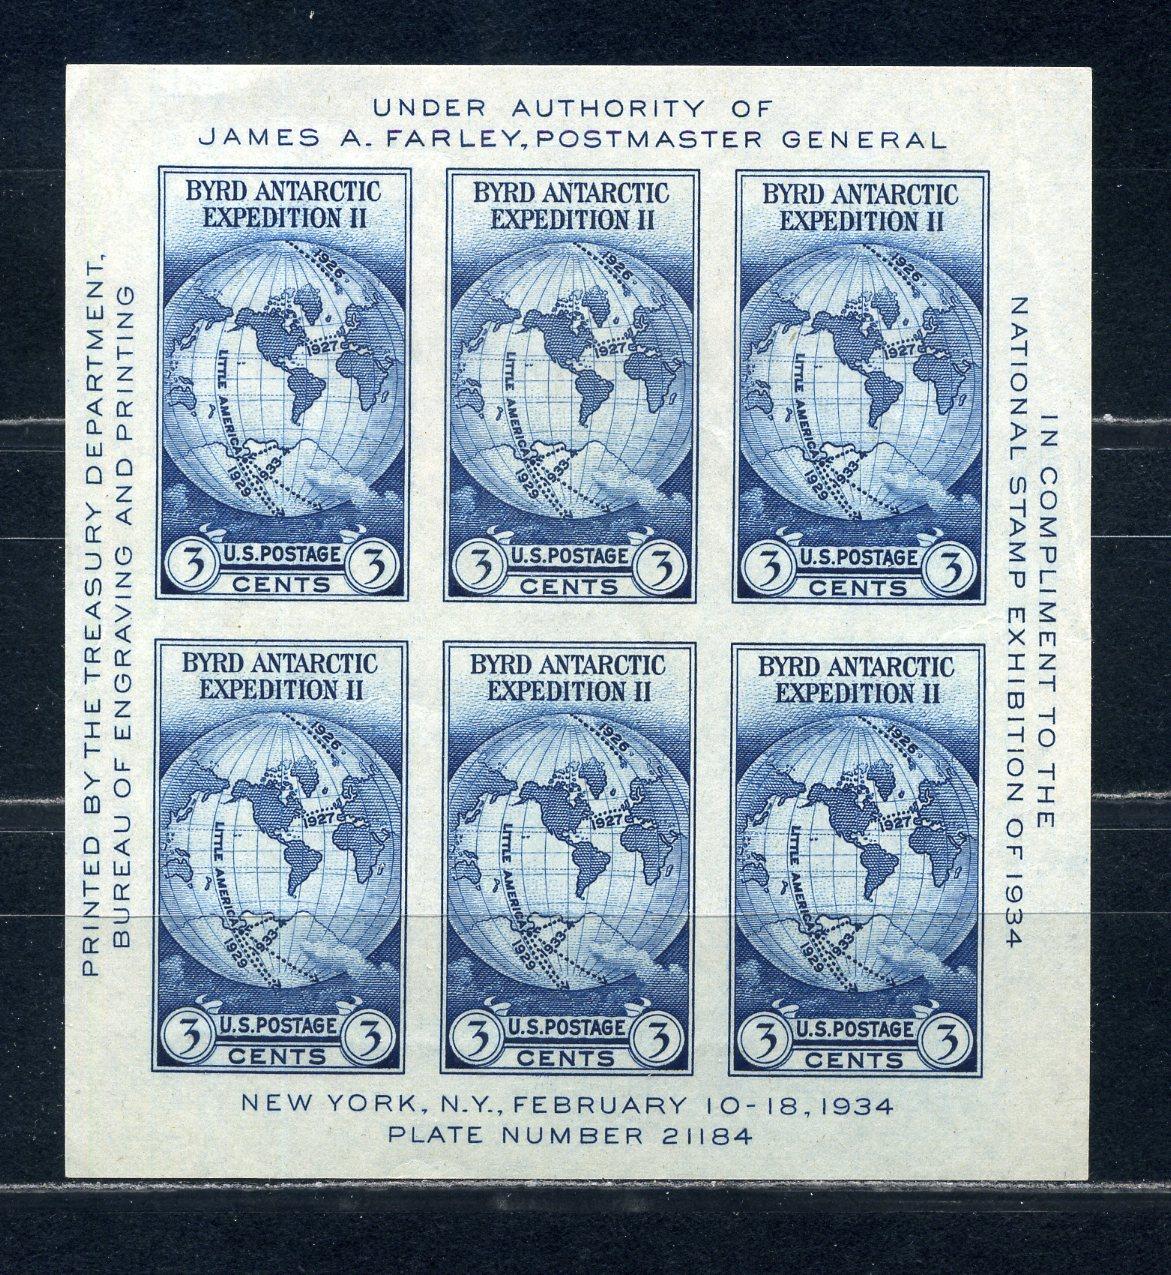 UNDER AUTHORITY OF
JAMES A. FARLEY, POSTMASTER GENERAL
PRINTED BY THE TREASURY DEPARTMENT,
BUREAU OF ENGRAVING AND PRINTING
BYRD ANTARCTIC
EXPEDITION II
1926
1927
LITTLE AMERICA
1929
1933
3 U.S. POSTAGE 3
CENTS
BYRD ANTARCTIC
EXPEDITION II
1926
1927
LITTLE AMERICA
1929
1933
3 U.S. POSTAGE 3
CENTS
BYRD ANTARCTIC
EXPEDITION II
1926
1927
LITTLE AMERICA
1929
1933
3 U.S. POSTAGE 3
CENTS
BYRD ANTARCTIC
EXPEDITION II
1926
1927
LITTLE AMERICA
1929
1933
3 U.S. POSTAGE 3
CENTS
BYRD ANTARCTIC
EXPEDITION II
1926
1927
LITTLE AMERICA
1929
1933
3 U.S. POSTAGE 3
CENTS
BYRD ANTARCTIC
EXPEDITION II
1926
1927
LITTLE AMERICA
1929
1933
3 U.S. POSTAGE 3
CENTS
IN COMPLIMENT TO THE
NATIONAL STAMP EXHIBITION OF 1934
NEW YORK, N.Y., FEBRUARY 10-18, 1934
PLATE NUMBER 21184